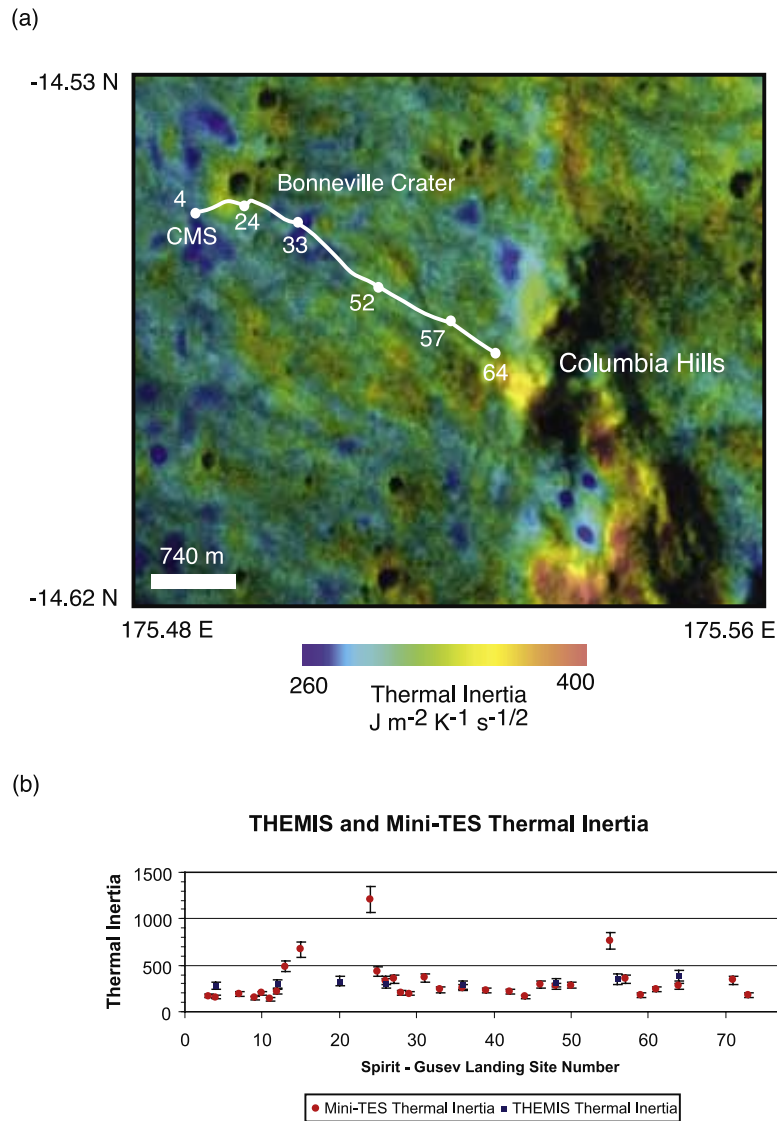 (a)
-14.53 N
Bonneville Crater
4
CMS
24
33
52
57
64
Columbia Hills
740 m
-14.62 N
175.48 E
175.56 E
260
400
Thermal Inertia
J m-2 K-1 s-1/2
(b)
THEMIS and Mini-TES Thermal Inertia
Thermal Inertia
1500
1000
500
0
0 10 20 30 40 50 60 70
Spirit - Gusev Landing Site Number
Mini-TES Thermal Inertia THEMIS Thermal Inertia